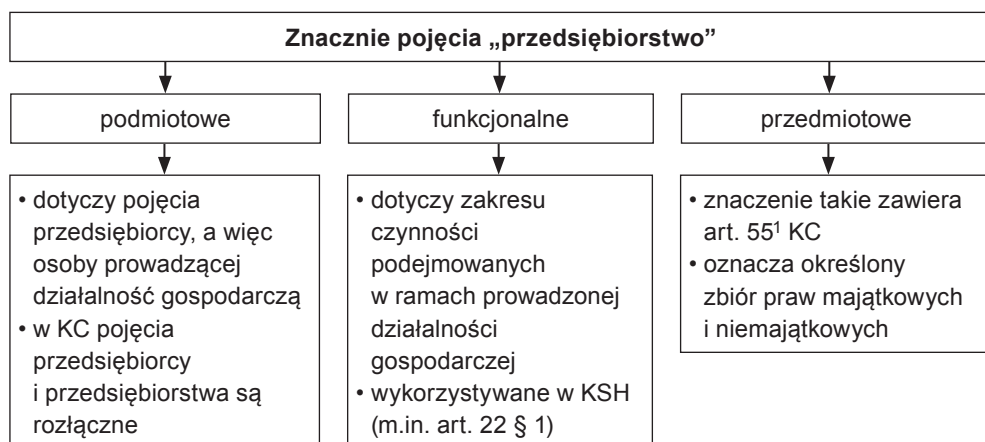 Znacznie pojęcia „przedsiębiorstwo”
podmiotowe
• dotyczy pojęcia
przedsiębiorcy, a więc
osoby prowadzącej
działalność gospodarczą
• w KC pojęcia
przedsiębiorcy
i przedsiębiorstwa są
rozłączne
funkcjonalne
• dotyczy zakresu
czynności
podejmowanych
w ramach prowadzonej
działalności
gospodarczej
• wykorzystywane w KSH
(m.in. art. 22 § 1)
przedmiotowe
• znaczenie takie zawiera
art. 55¹ KC
• oznacza określony
zbiór praw majątkowych
i niemajątkowych